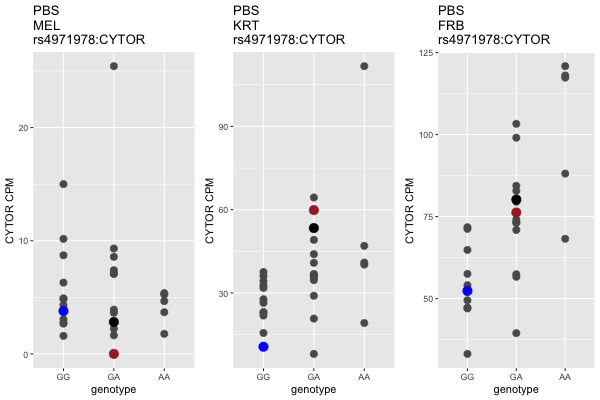 PBS
MEL
rs4971978:CYTOR
CYTOR CPM
20
10
0
GG GA AA
genotype
PBS
KRT
rs4971978:CYTOR
CYTOR CPM
90
60
30
GG GA AA
genotype
PBS
FRB
rs4971978:CYTOR
CYTOR CPM
125
100
75
50
GG GA AA
genotype